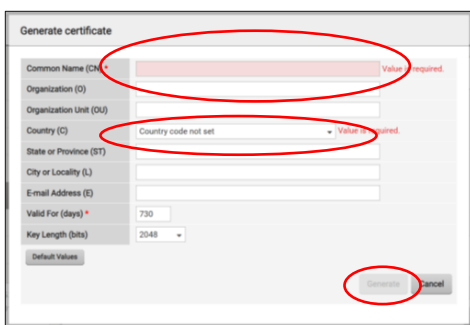 Generate certificate
Common Name (CN) * Value is required.
Organization (O)
Organization Unit (OU)
Country (C) Country code not set Value is required.
State or Province (ST)
City or Locality (L)
E-mail Address (E)
Valid For (days) * 730
Key Length (bits) 2048
Default Values
Generate Cancel